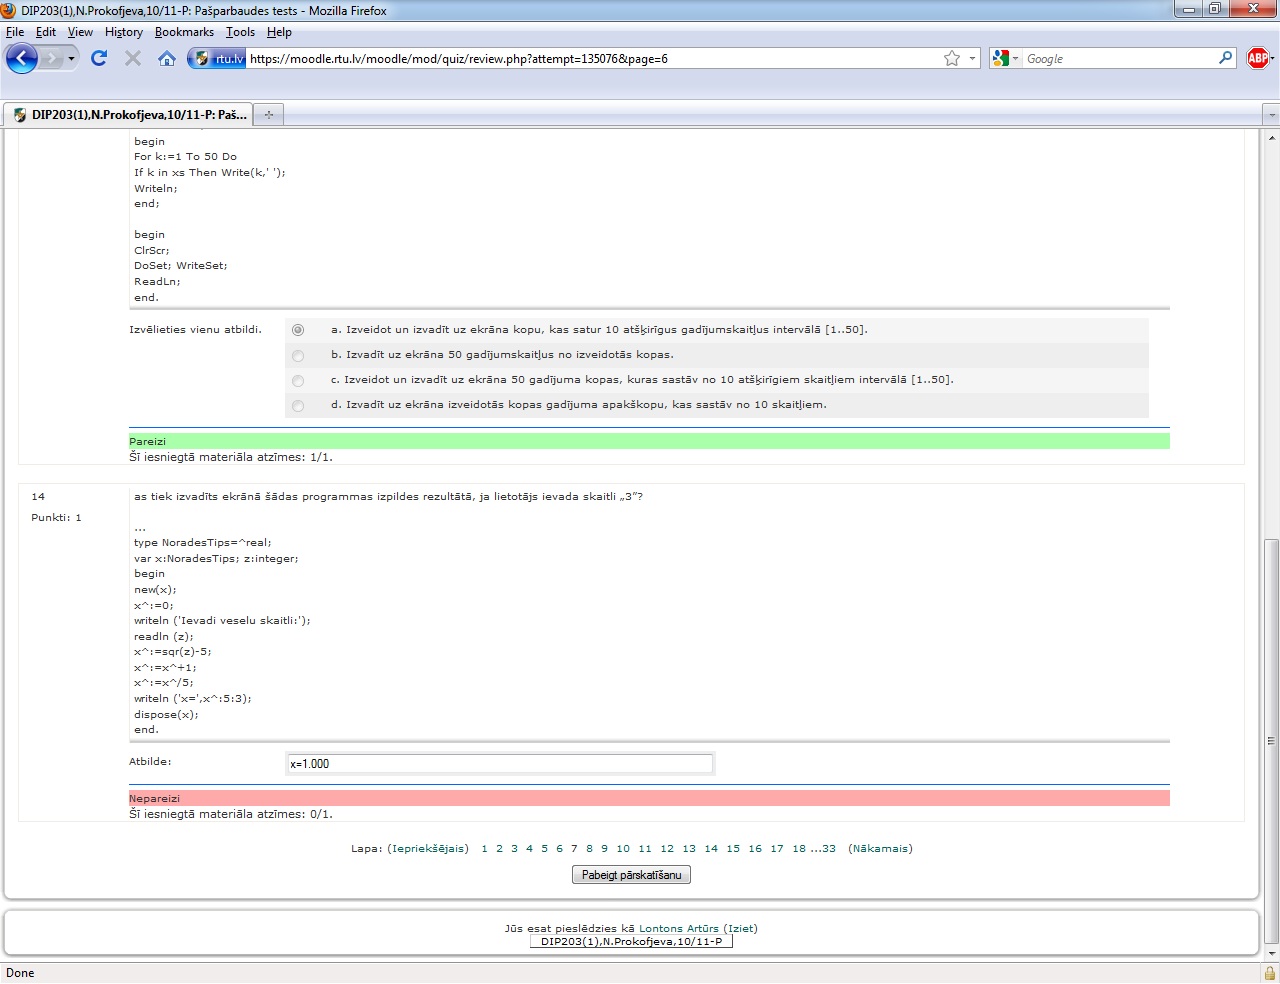 DIP203(1),N.Prokofjeva,10/11-P: Pašparbaudes tests - Mozilla Firefox
File Edit View History Bookmarks Tools Help
rtu.lv https://moodle.rtu.lv/moodle/mod/quiz/review.php?attempt=135076&page=6
Google
ABP
DIP203(1),N.Prokofjeva,10/11-P: Paš...
begin
For k:=1 To 50 Do
If k in xs Then Write(k,' ');
Writeln;
end;
begin
ClrScr;
DoSet; WriteSet;
ReadLn;
end.
Izvēlieties vienu atbildi.
a. Izveidot un izvadīt uz ekrāna kopu, kas satur 10 atšķirīgus gadījumskaitļus intervālā [1..50].
b. Izvadīt uz ekrāna 50 gadījumskaitļus no izveidotās kopas.
c. Izveidot un izvadīt uz ekrāna 50 gadījuma kopas, kuras sastāv no 10 atšķirīgiem skaitļiem intervālā [1..50].
d. Izvadīt uz ekrāna izveidotās kopas gadījuma apakškopu, kas sastāv no 10 skaitļiem.
Pareizi
Šī iesniegtā materiāla atzīmes: 1/1.
14
Punkti: 1
as tiek izvadīts ekrānā šādas programmas izpildes rezultātā, ja lietotājs ievada skaitli „3”?
...
type NoradesTips=^real;
var x:NoradesTips; z:integer;
begin
new(x);
x^:=0;
writeln ('Ievadi veselu skaitli:');
readln (z);
x^:=sqr(z)-5;
x^:=x^+1;
x^:=x^/5;
writeln ('x=',x^:5:3);
dispose(x);
end.
Atbilde:
x=1.000
Nepareizi
Šī iesniegtā materiāla atzīmes: 0/1.
Lapa: (Iepriekšējais) 1 2 3 4 5 6 7 8 9 10 11 12 13 14 15 16 17 18 ...33 (Nākamais)
Pabeigt pārskatīšanu
Jūs esat pieslēdzies kā Lontons Artūrs (Iziet)
DIP203(1),N.Prokofjeva,10/11-P
Done